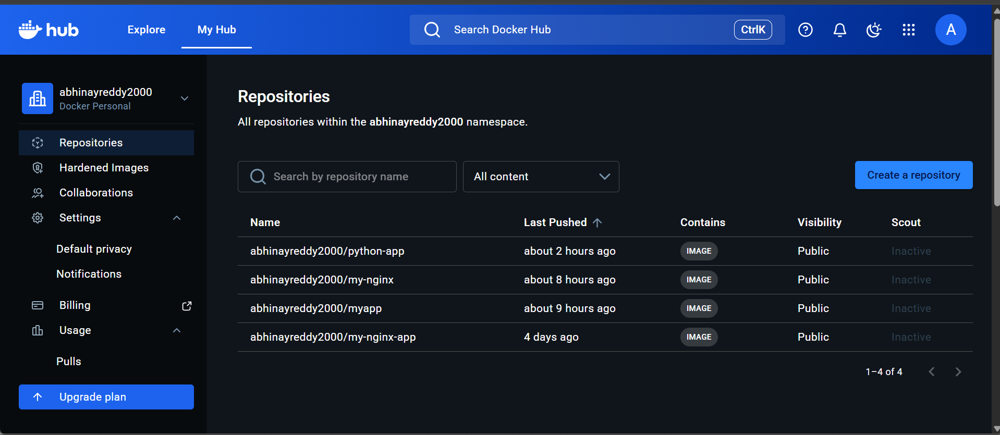 hub
Explore
My Hub
Search Docker Hub
CtrlK
A
abhinayreddy2000
Docker Personal
Repositories
Hardened Images
Collaborations
Settings
Default privacy
Notifications
Billing
Usage
Pulls
Upgrade plan
Repositories
All repositories within the abhinayreddy2000 namespace.
Search by repository name
All content
Create a repository
Name Last Pushed Contains Visibility Scout
abhinayreddy2000/python-app about 2 hours ago IMAGE Public Inactive
abhinayreddy2000/my-nginx about 8 hours ago IMAGE Public Inactive
abhinayreddy2000/myapp about 9 hours ago IMAGE Public Inactive
abhinayreddy2000/my-nginx-app 4 days ago IMAGE Public Inactive
1–4 of 4